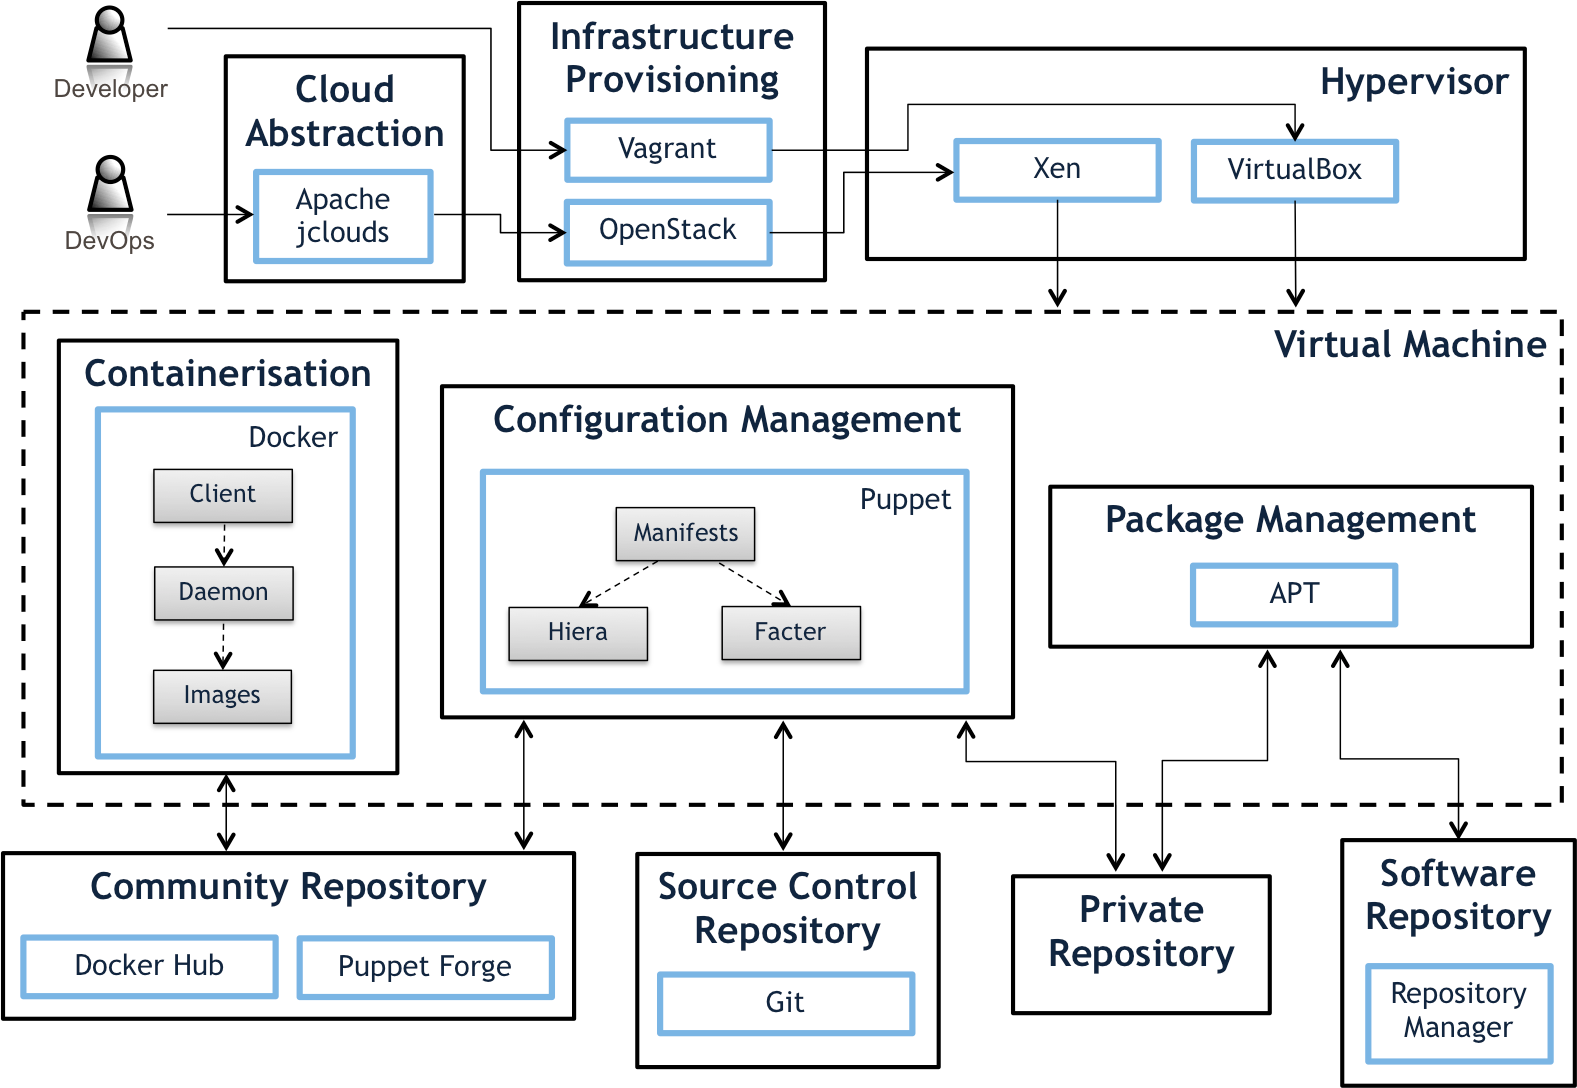 Developer
DevOps
Cloud
Abstraction
Apache
jclouds
Infrastructure
Provisioning
Vagrant
OpenStack
Hypervisor
Xen
VirtualBox
Virtual Machine
Containerisation
Docker
Client
Daemon
Images
Configuration Management
Puppet
Manifests
Hiera
Facter
Package Management
APT
Community Repository
Docker Hub
Puppet Forge
Source Control
Repository
Git
Private
Repository
Software
Repository
Repository
Manager